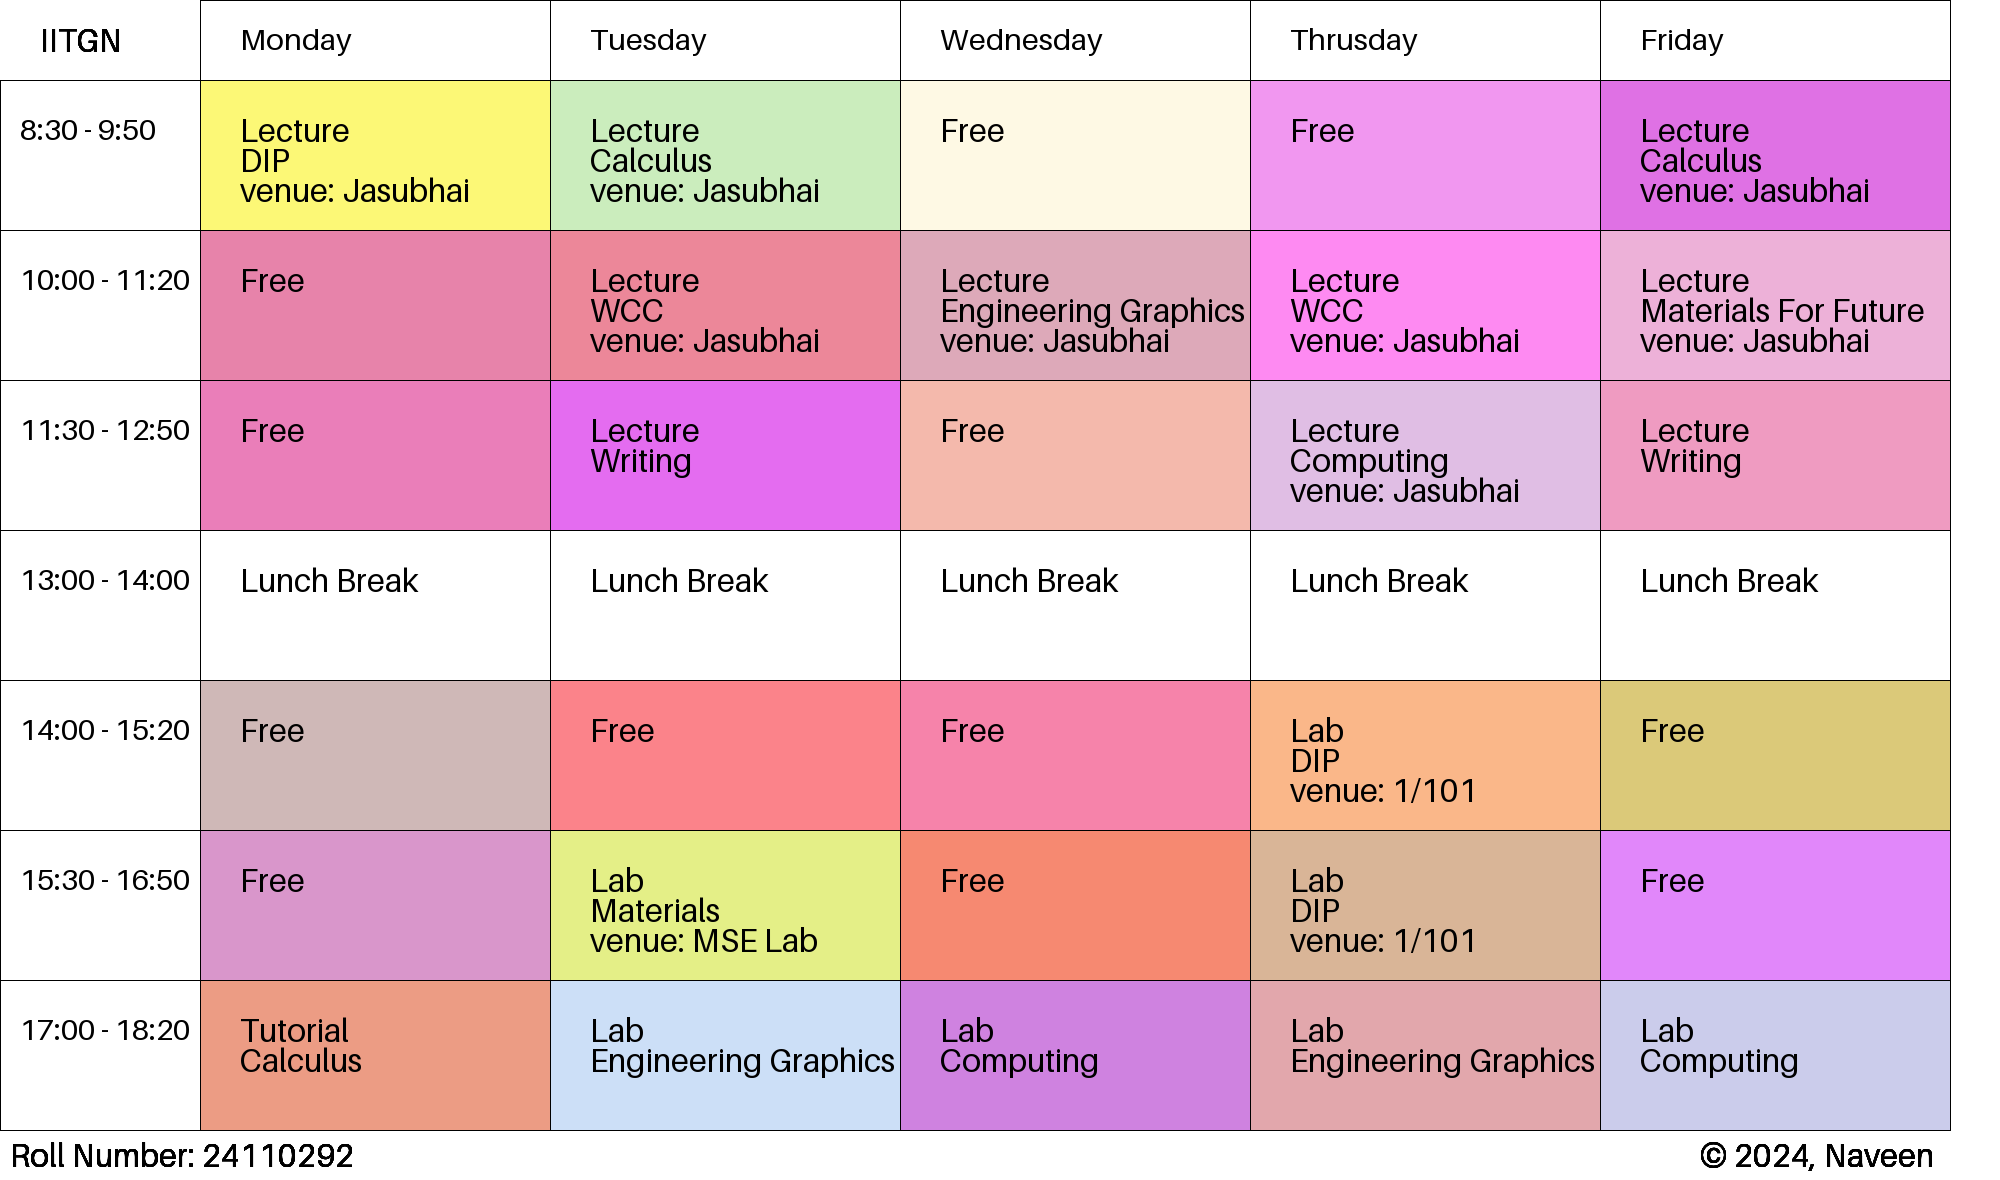 IITGN
Monday
Tuesday
Wednesday
Thrusday
Friday
8:30 - 9:50
Lecture
DIP
venue: Jasubhai
Lecture
Calculus
venue: Jasubhai
Free
Free
Lecture
Calculus
venue: Jasubhai
10:00 - 11:20
Free
Lecture
WCC
venue: Jasubhai
Lecture
Engineering Graphics
venue: Jasubhai
Lecture
WCC
venue: Jasubhai
Lecture
Materials For Future
venue: Jasubhai
11:30 - 12:50
Free
Lecture
Writing
Free
Lecture
Computing
venue: Jasubhai
Lecture
Writing
13:00 - 14:00
Lunch Break
Lunch Break
Lunch Break
Lunch Break
Lunch Break
14:00 - 15:20
Free
Free
Free
Lab
DIP
venue: 1/101
Free
15:30 - 16:50
Free
Lab
Materials
venue: MSE Lab
Free
Lab
DIP
venue: 1/101
Free
17:00 - 18:20
Tutorial
Calculus
Lab
Engineering Graphics
Lab
Computing
Lab
Engineering Graphics
Lab
Computing
Roll Number: 24110292
© 2024, Naveen